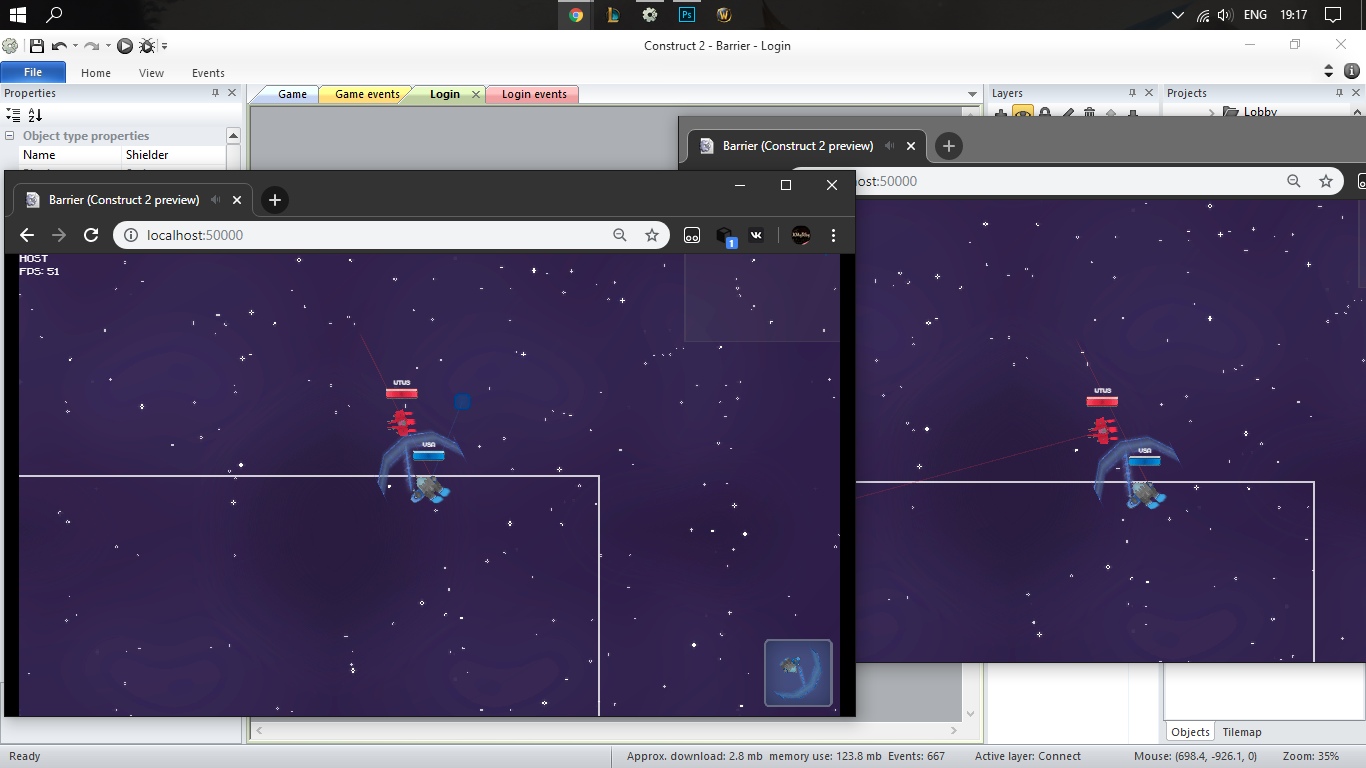 ENG 19:17
Construct 2 - Barrier - Login
File Home View Events
Properties
Object type properties
Name Shielder
Game Game events Login Login events
Layers
Projects
Lobby
Barrier (Construct 2 preview)
ost:50000
Barrier (Construct 2 preview)
localhost:50000
1
HOST
FPS: 51
UTUS
USA
UTUS
USA
Objects Tilemap
Ready
Approx. download: 2.8 mb memory use: 123.8 mb Events: 667
Active layer: Connect
Mouse: (698.4, -926.1, 0)
Zoom: 35%